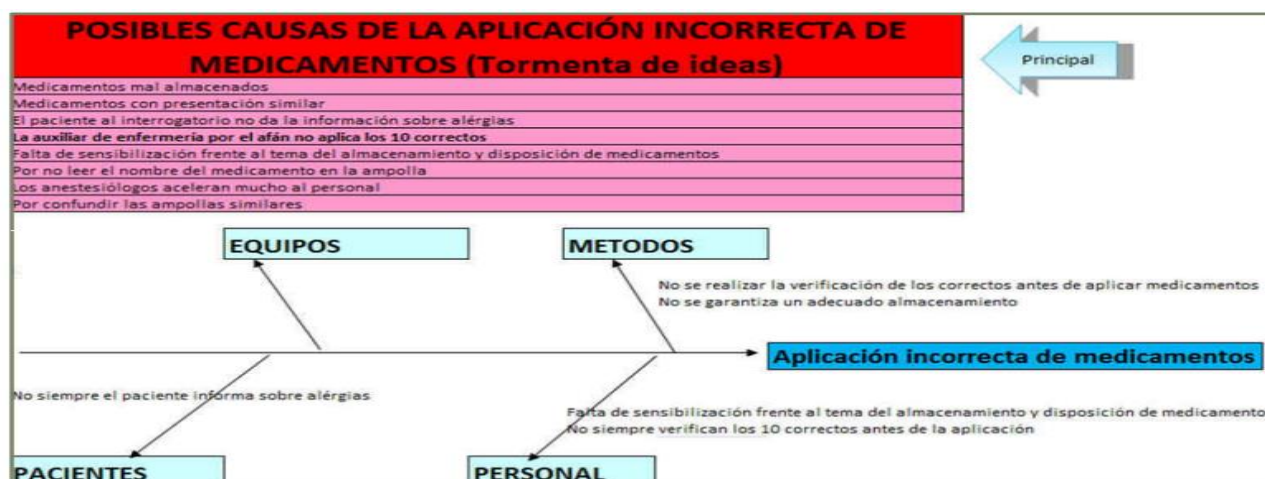 POSIBLES CAUSAS DE LA APLICACIÓN INCORRECTA DE
MEDICAMENTOS (Tormenta de ideas)
Principal
Medicamentos mal almacenados
Medicamentos con presentación similar
El paciente al interrogatorio no da la información sobre alérgias
La auxiliar de enfermería por el afán no aplica los 10 correctos
Falta de sensibilización frente al tema del almacenamiento y disposición de medicamentos
Por no leer el nombre del medicamento en la ampolla
Los anestesiólogos aceleran mucho al personal
Por confundir las ampollas similares
EQUIPOS
METODOS
No se realizar la verificación de los correctos antes de aplicar medicamentos
No se garantiza un adecuado almacenamiento
Aplicación incorrecta de medicamentos
No siempre el paciente informa sobre alérgias
Falta de sensibilización frente al tema del almacenamiento y disposición de medicamento
No siempre verifican los 10 correctos antes de la aplicación
PACIENTES
PERSONAL